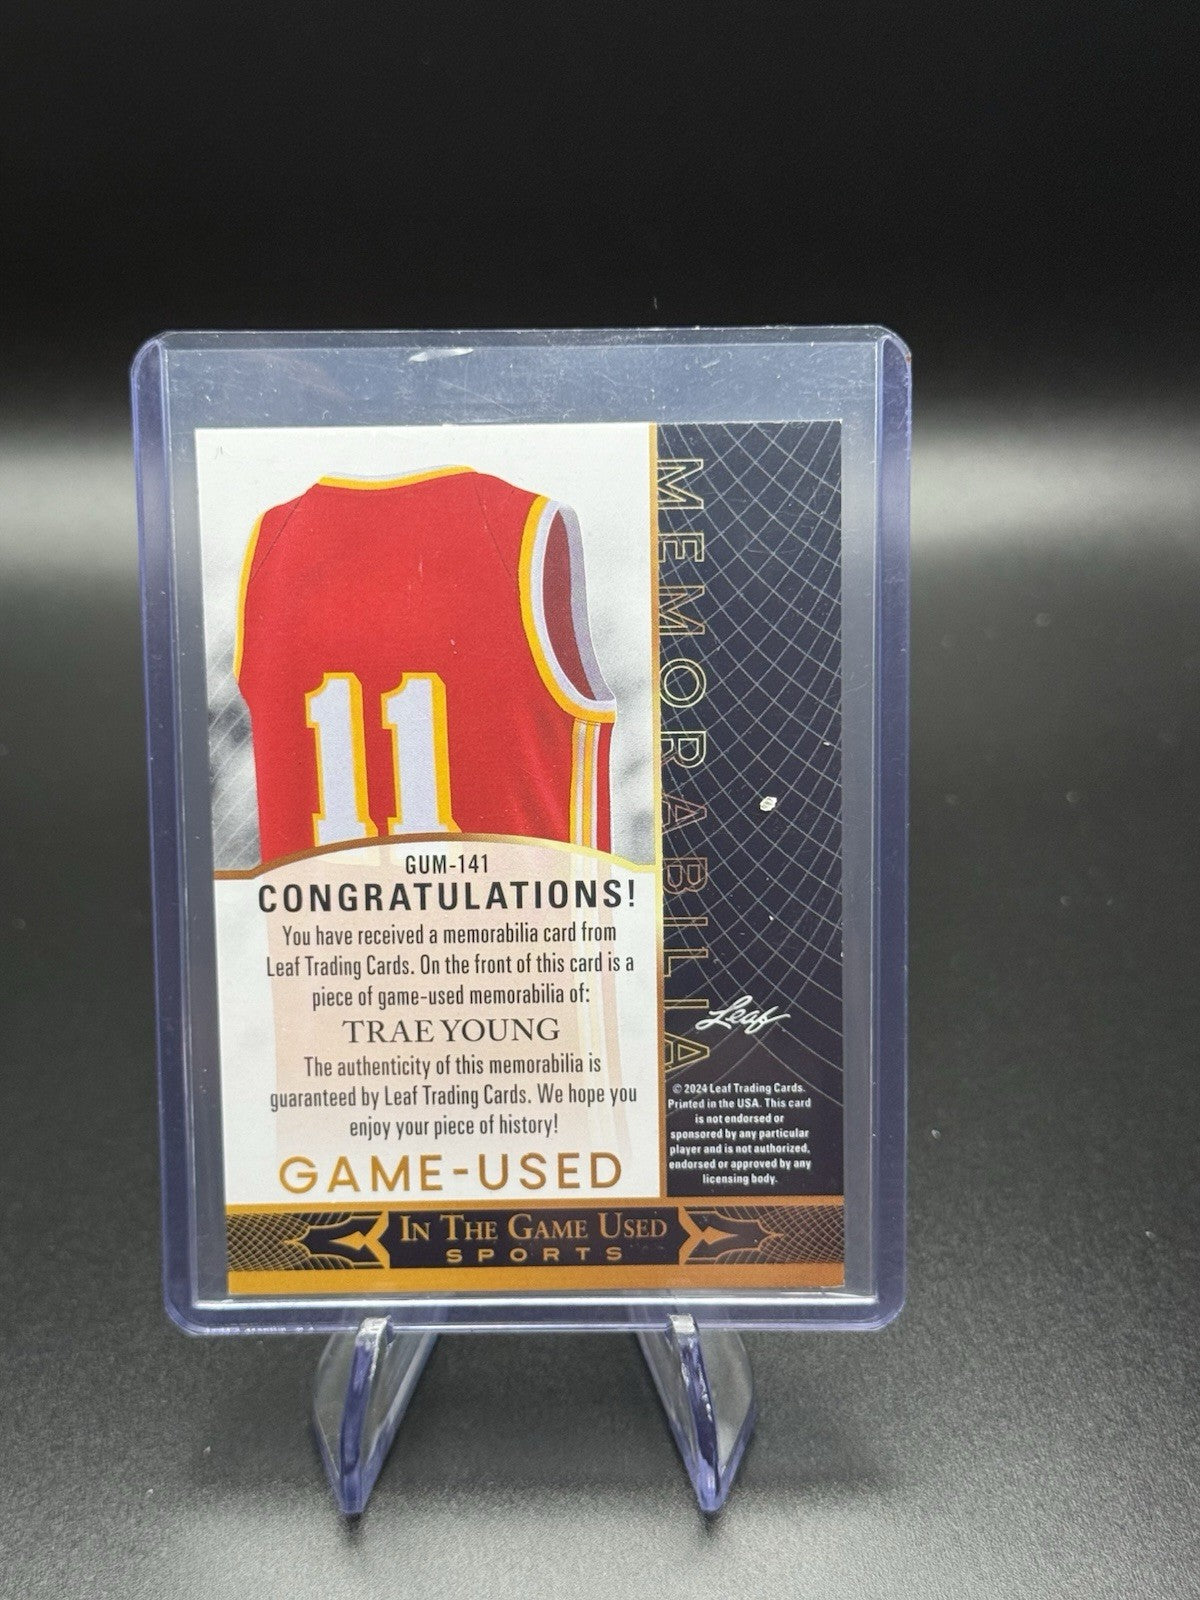 11
GUM-141
CONGRATULATIONS!
You have received a memorabilia card from
Leaf Trading Cards. On the front of this card is a
piece of game-used memorabilia of:
TRAE YOUNG
The authenticity of this memorabilia is
guaranteed by Leaf Trading Cards. We hope you
enjoy your piece of history!
GAME-USED
MEMORABILIA
Leaf
© 2024 Leaf Trading Cards.
Printed in the USA. This card
is not endorsed or
sponsored by any particular
player and is not authorized,
endorsed or approved by any
licensing body.
IN THE GAME USED
SPORTS